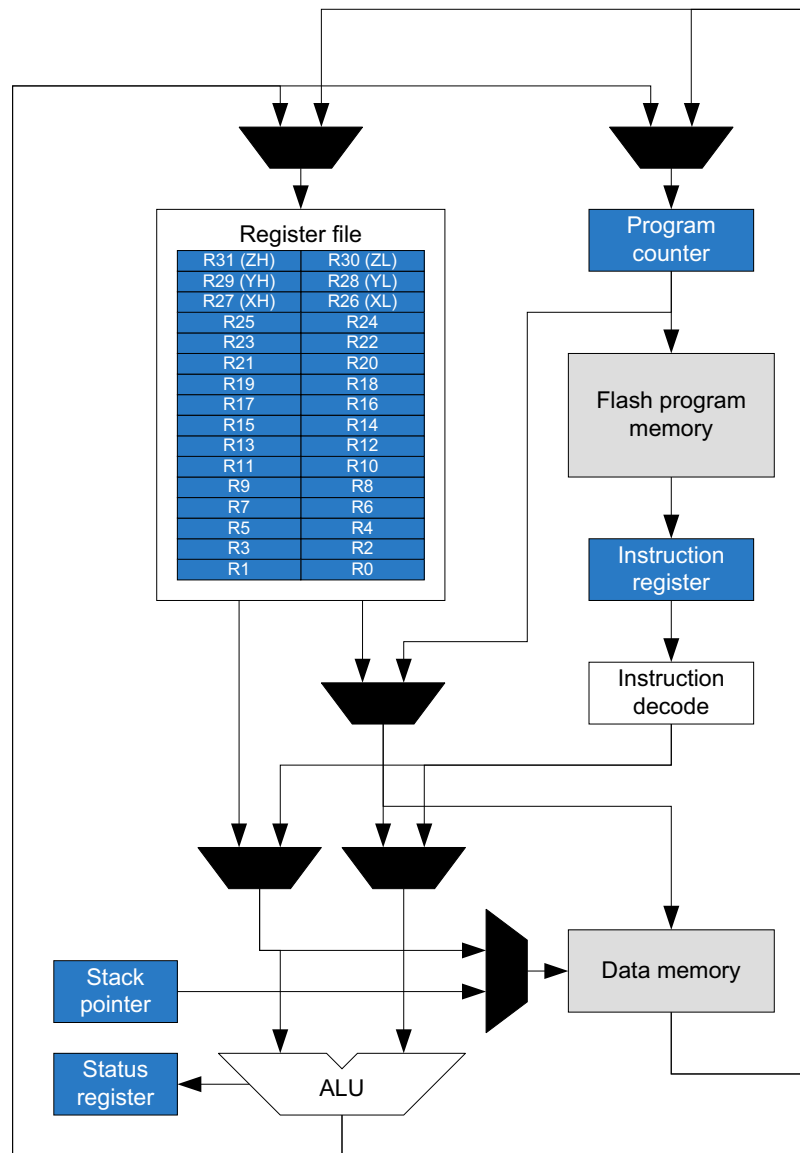 Register file
R31 (ZH) R30 (ZL)
R29 (YH) R28 (YL)
R27 (XH) R26 (XL)
R25 R24
R23 R22
R21 R20
R19 R18
R17 R16
R15 R14
R13 R12
R11 R10
R9 R8
R7 R6
R5 R4
R3 R2
R1 R0
Program
counter
Flash program
memory
Instruction
register
Instruction
decode
Stack
pointer
Data memory
Status
register
ALU